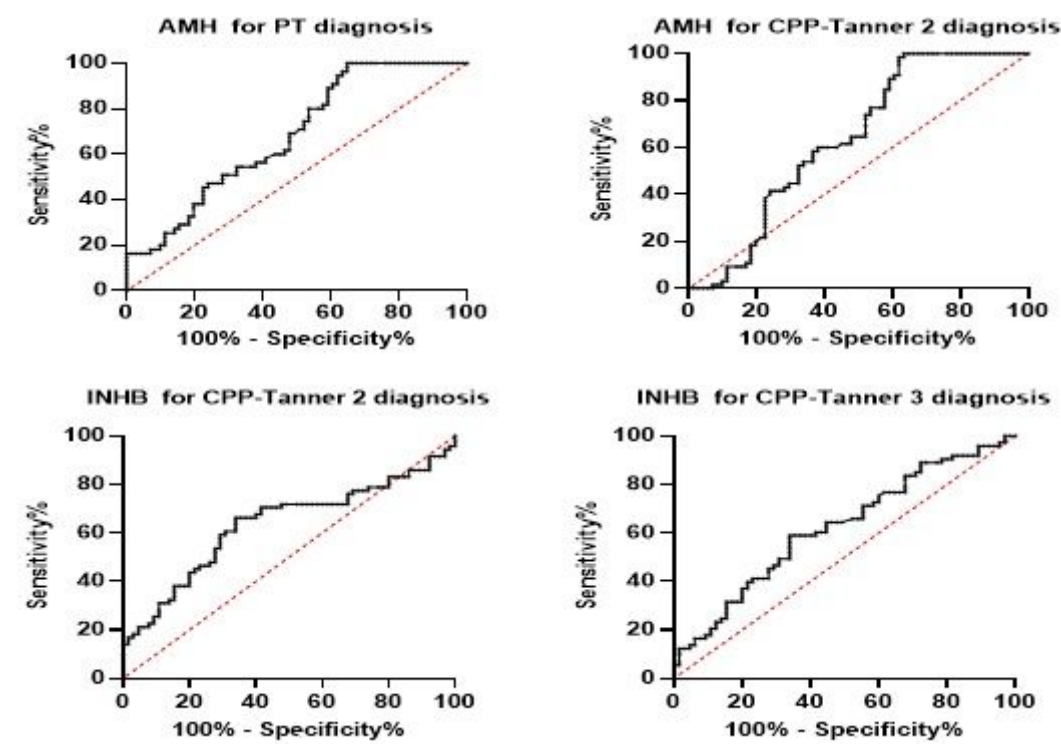 AMH for PT diagnosis
100
80
60
40
20
0
Sensitivity%
0 20 40 60 80 100
100% - Specificity%
AMH for CPP-Tanner 2 diagnosis
100
80
60
40
20
0
Sensitivity%
0 20 40 60 80 100
100% - Specificity%
INHB for CPP-Tanner 2 diagnosis
100
80
60
40
20
0
Sensitivity%
0 20 40 60 80 100
100% - Specificity%
INHB for CPP-Tanner 3 diagnosis
100
80
60
40
20
0
Sensitivity%
0 20 40 60 80 100
100% - Specificity%